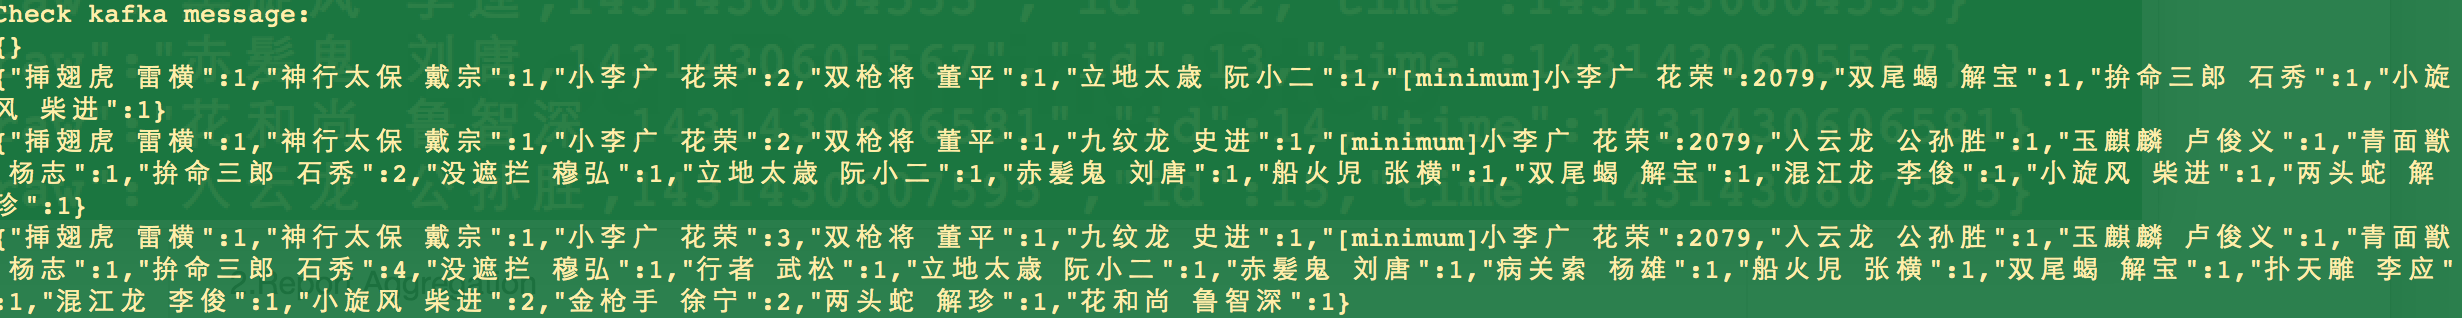 Check kafka message:
{}
{"挿翅虎 雷横":1,"神行太保 戴宗":1,"小李广 花荣":2,"双枪将 董平":1,"立地太歳 阮小二":1,"[minimum]小李广 花荣":2079,"双尾蝎 解宝":1,"拚命三郎 石秀":1,"小旋
风 柴进":1}
{"挿翅虎 雷横":1,"神行太保 戴宗":1,"小李广 花荣":2,"双枪将 董平":1,"九纹龙 史进":1,"[minimum]小李广 花荣":2079,"入云龙 公孙胜":1,"玉麒麟 卢俊义":1,"青面獣
杨志":1,"拚命三郎 石秀":2,"没遮拦 穆弘":1,"立地太歳 阮小二":1,"赤髪鬼 刘唐":1,"船火児 张横":1,"双尾蝎 解宝":1,"混江龙 李俊":1,"小旋风 柴进":1,"两头蛇 解
珍":1}
{"挿翅虎 雷横":1,"神行太保 戴宗":1,"小李广 花荣":3,"双枪将 董平":1,"九纹龙 史进":1,"[minimum]小李广 花荣":2079,"入云龙 公孙胜":1,"玉麒麟 卢俊义":1,"青面獣
杨志":1,"拚命三郎 石秀":4,"没遮拦 穆弘":1,"行者 武松":1,"立地太歳 阮小二":1,"赤髪鬼 刘唐":1,"病关索 杨雄":1,"船火児 张横":1,"双尾蝎 解宝":1,"扑天雕 李应"
:1,"混江龙 李俊":1,"小旋风 柴进":2,"金枪手 徐宁":2,"两头蛇 解珍":1,"花和尚 鲁智深":1}
2.Report Aggregation